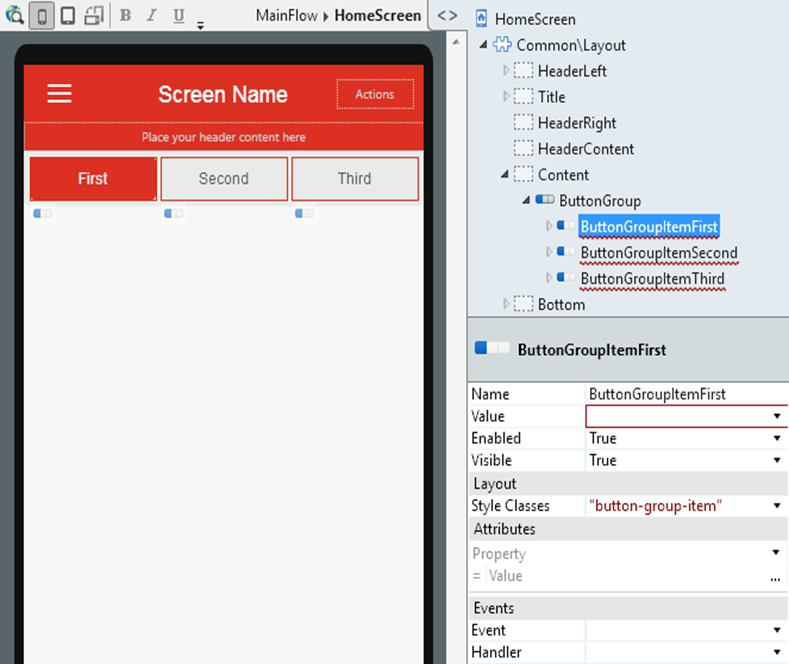 B I U
MainFlow ▸ HomeScreen <>
Screen Name
Actions
Place your header content here
First Second Third
HomeScreen
Common\Layout
HeaderLeft
Title
HeaderRight
HeaderContent
Content
ButtonGroup
ButtonGroupItemFirst
ButtonGroupItemSecond
ButtonGroupItemThird
Bottom
ButtonGroupItemFirst
Name ButtonGroupItemFirst
Value
Enabled True
Visible True
Layout
Style Classes "button-group-item"
Attributes
Property
= Value ...
Events
Event
Handler